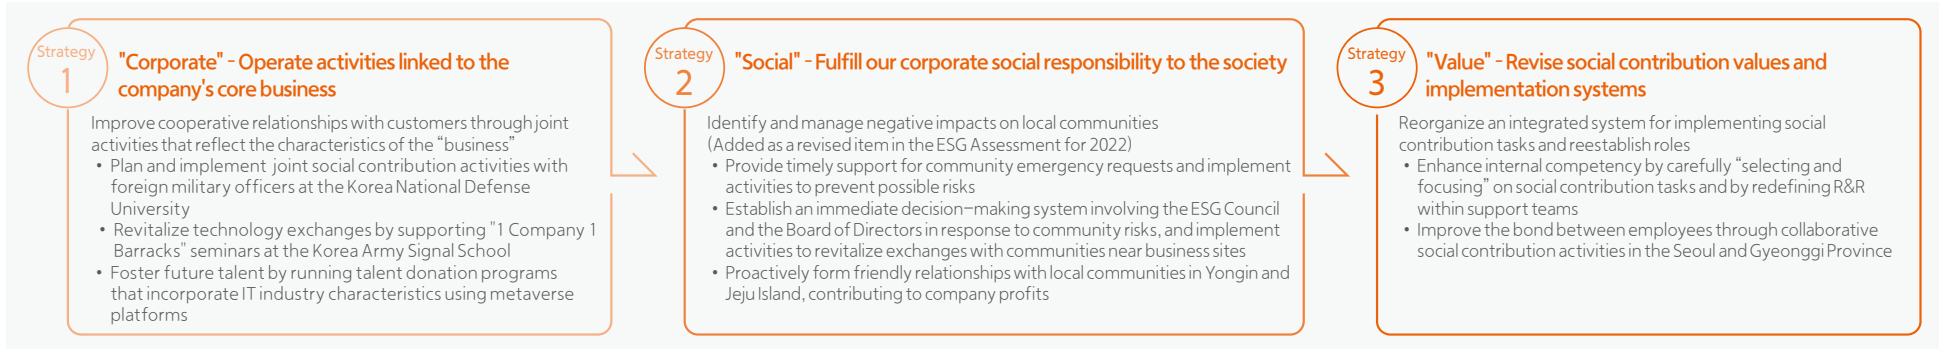 Strategy
1
"Corporate" - Operate activities linked to the
company's core business
Improve cooperative relationships with customers through joint
activities that reflect the characteristics of the “business”
• Plan and implement joint social contribution activities with
foreign military officers at the Korea National Defense
University
• Revitalize technology exchanges by supporting "1 Company 1
Barracks" seminars at the Korea Army Signal School
• Foster future talent by running talent donation programs
that incorporate IT industry characteristics using metaverse
platforms
Strategy
2
"Social" - Fulfill our corporate social responsibility to the society
Identify and manage negative impacts on local communities
(Added as a revised item in the ESG Assessment for 2022)
• Provide timely support for community emergency requests and implement
activities to prevent possible risks
• Establish an immediate decision-making system involving the ESG Council
and the Board of Directors in response to community risks, and implement
activities to revitalize exchanges with communities near business sites
• Proactively form friendly relationships with local communities in Yongin and
Jeju Island, contributing to company profits
Strategy
3
"Value" - Revise social contribution values and
implementation systems
Reorganize an integrated system for implementing social
contribution tasks and reestablish roles
• Enhance internal competency by carefully “selecting and
focusing” on social contribution tasks and by redefining R&R
within support teams
• Improve the bond between employees through collaborative
social contribution activities in the Seoul and Gyeonggi Province